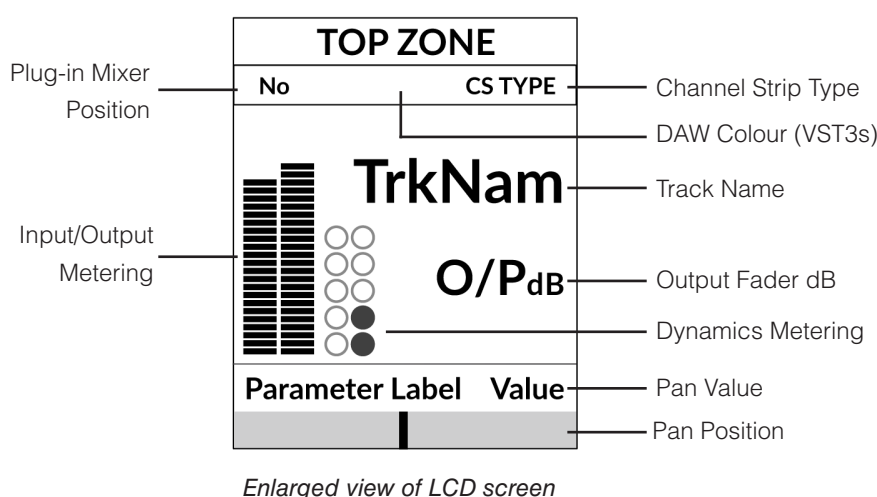 TOP ZONE
Plug-in Mixer
Position
No
CS TYPE
Channel Strip Type
DAW Colour (VST3s)
TrkNam
Track Name
Input/Output
Metering
O/PdB
Output Fader dB
Dynamics Metering
Parameter Label Value
Pan Value
Pan Position
Enlarged view of LCD screen